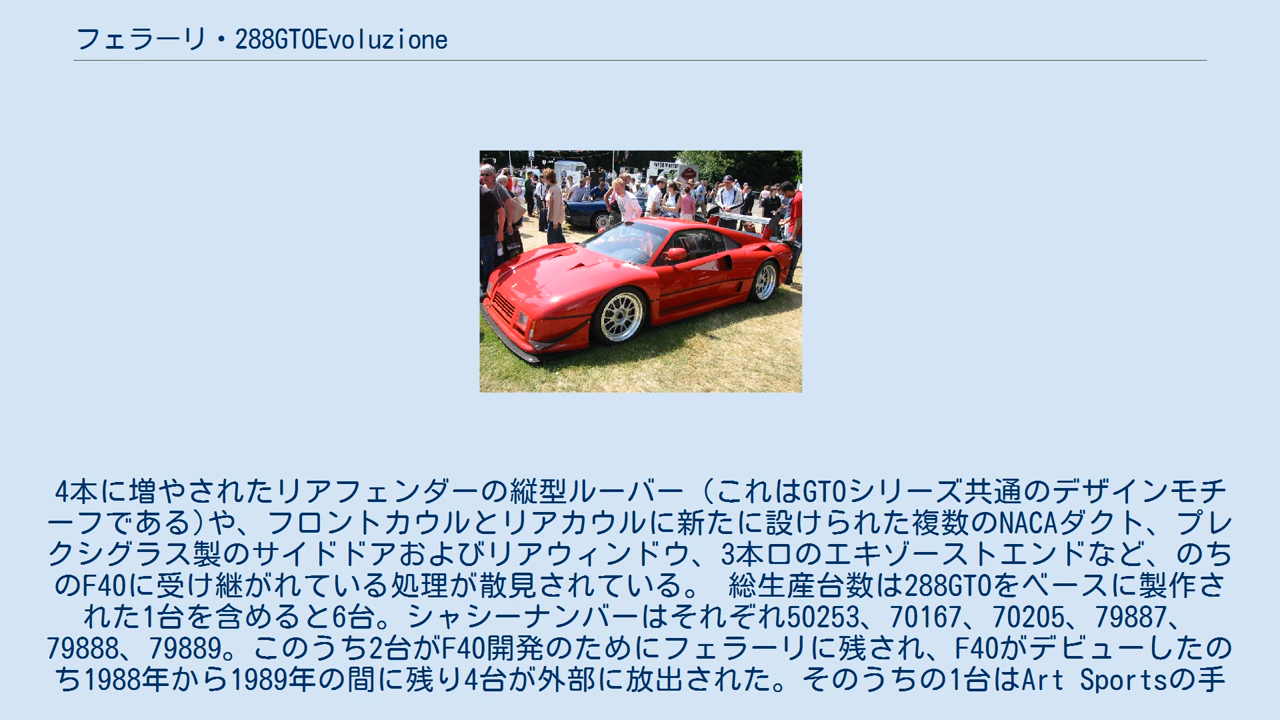 フェラーリ・288GTOEvoluzione
4本に増やされたリアフェンダーの縦型ルーバー（これはGTOシリーズ共通のデザインモチ
ーフである)や、フロントカウルとリアカウルに新たに設けられた複数のNACAダクト、プレ
クシグラス製のサイドドアおよびリアウィンドウ、3本口のエキゾーストエンドなど、のち
のF40に受け継がれている処理が散見されている。 総生産台数は288GTOをベースに製作さ
れた1台を含めると6台。シャシーナンバーはそれぞれ50253、70167、70205、79887、
79888、79889。このうち2台がF40開発のためにフェラーリに残され、F40がデビューしたの
ち1988年から1989年の間に残り4台が外部に放出された。そのうちの1台はArt Sportsの手